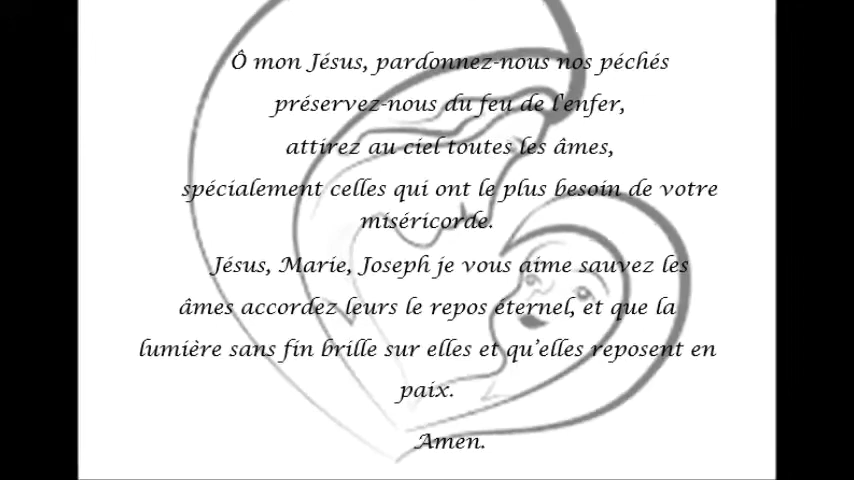 Ô mon Jésus, pardonnez-nous nos péchés
préservez-nous du feu de l'enfer,
attirez au ciel toutes les âmes,
spécialement celles qui ont le plus besoin de votre
miséricorde.
Jésus, Marie, Joseph je vous aime sauvez les
âmes accordez leurs le repos éternel, et que la
lumière sans fin brille sur elles et qu'elles reposent en
paix.
Amen.